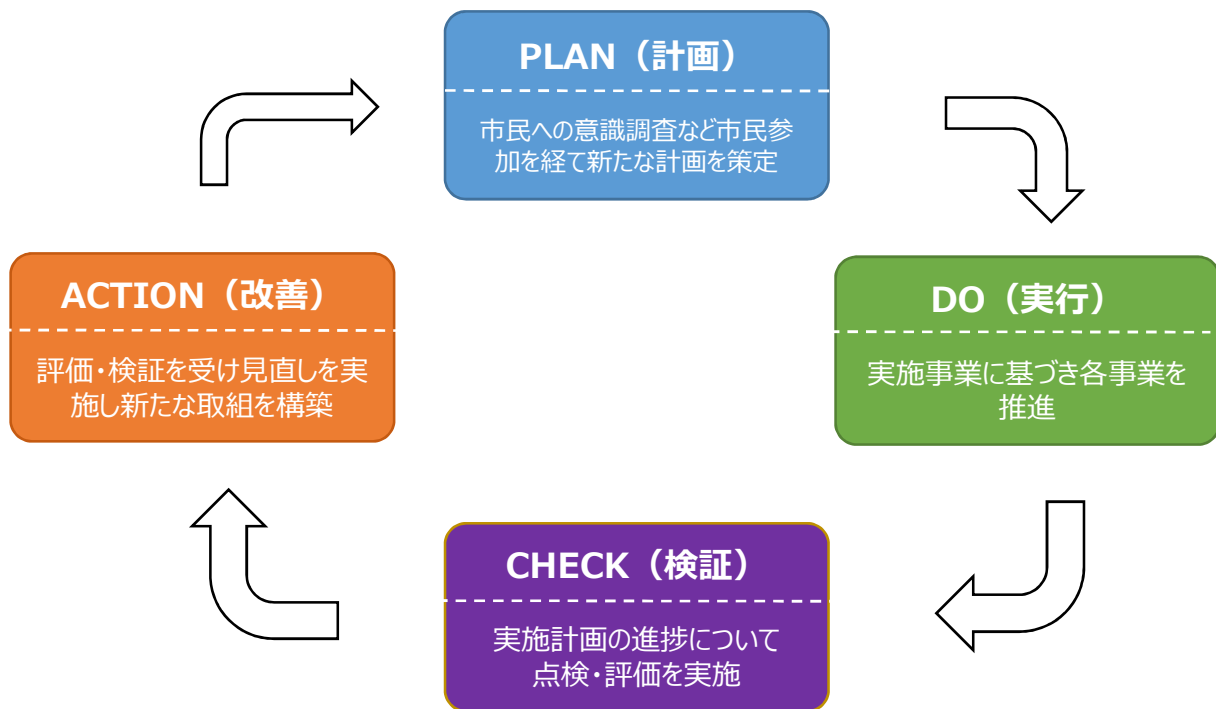 PLAN（計画）
市民への意識調査など市民参
加を経て新たな計画を策定
ACTION（改善）
評価・検証を受け見直しを実
施し新たな取組を構築
DO（実行）
実施事業に基づき各事業を
推進
CHECK（検証）
実施計画の進捗について
点検・評価を実施